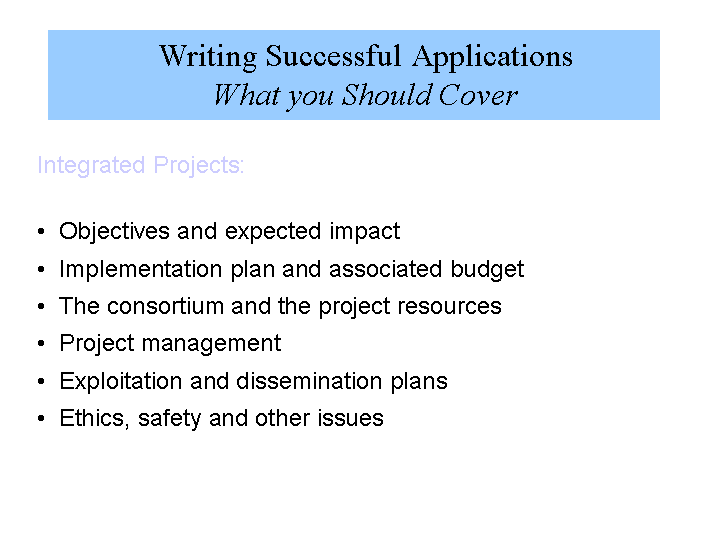 Writing Successful Applications
What you Should Cover
Integrated Projects:
• Objectives and expected impact
• Implementation plan and associated budget
• The consortium and the project resources
• Project management
• Exploitation and dissemination plans
• Ethics, safety and other issues